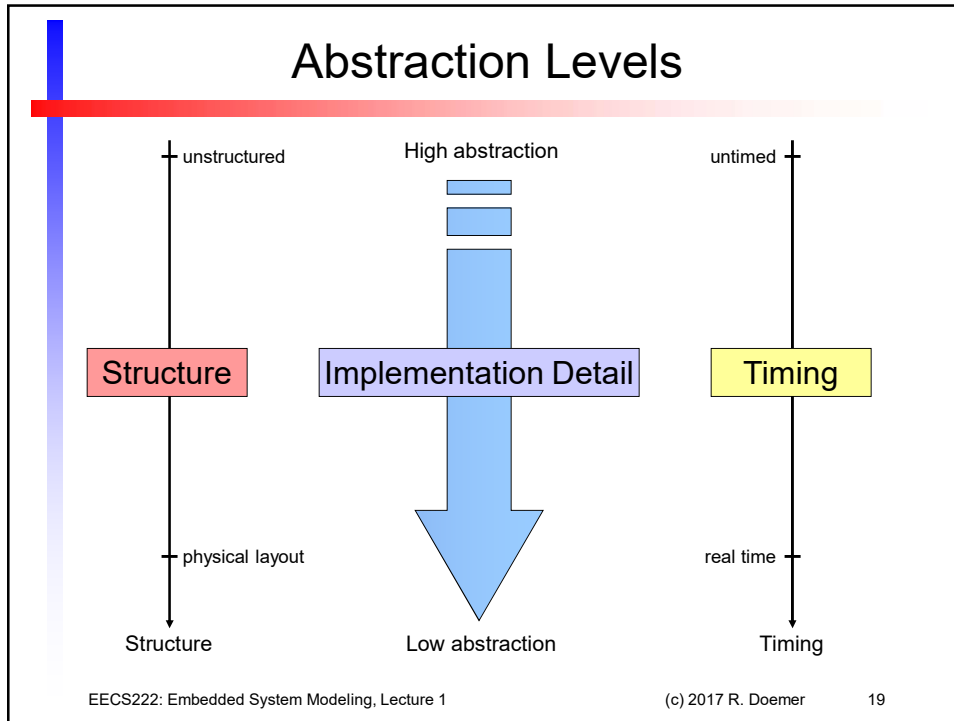 Abstraction Levels
unstructured
High abstraction
untimed
Structure
Implementation Detail
Timing
physical layout
real time
Structure
Low abstraction
Timing
EECS222: Embedded System Modeling, Lecture 1
(c) 2017 R. Doemer
19